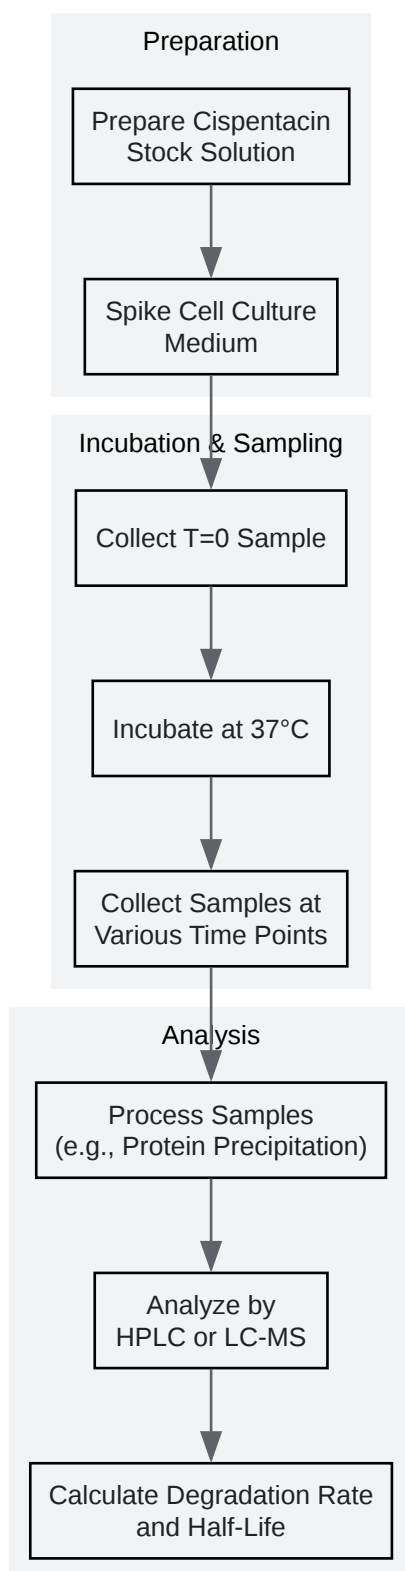 Preparation
Prepare Cispentacin
Stock Solution
Spike Cell Culture
Medium
Incubation & Sampling
Collect T=0 Sample
Incubate at 37°C
Collect Samples at
Various Time Points
Analysis
Process Samples
(e.g., Protein Precipitation)
Analyze by
HPLC or LC-MS
Calculate Degradation Rate
and Half-Life